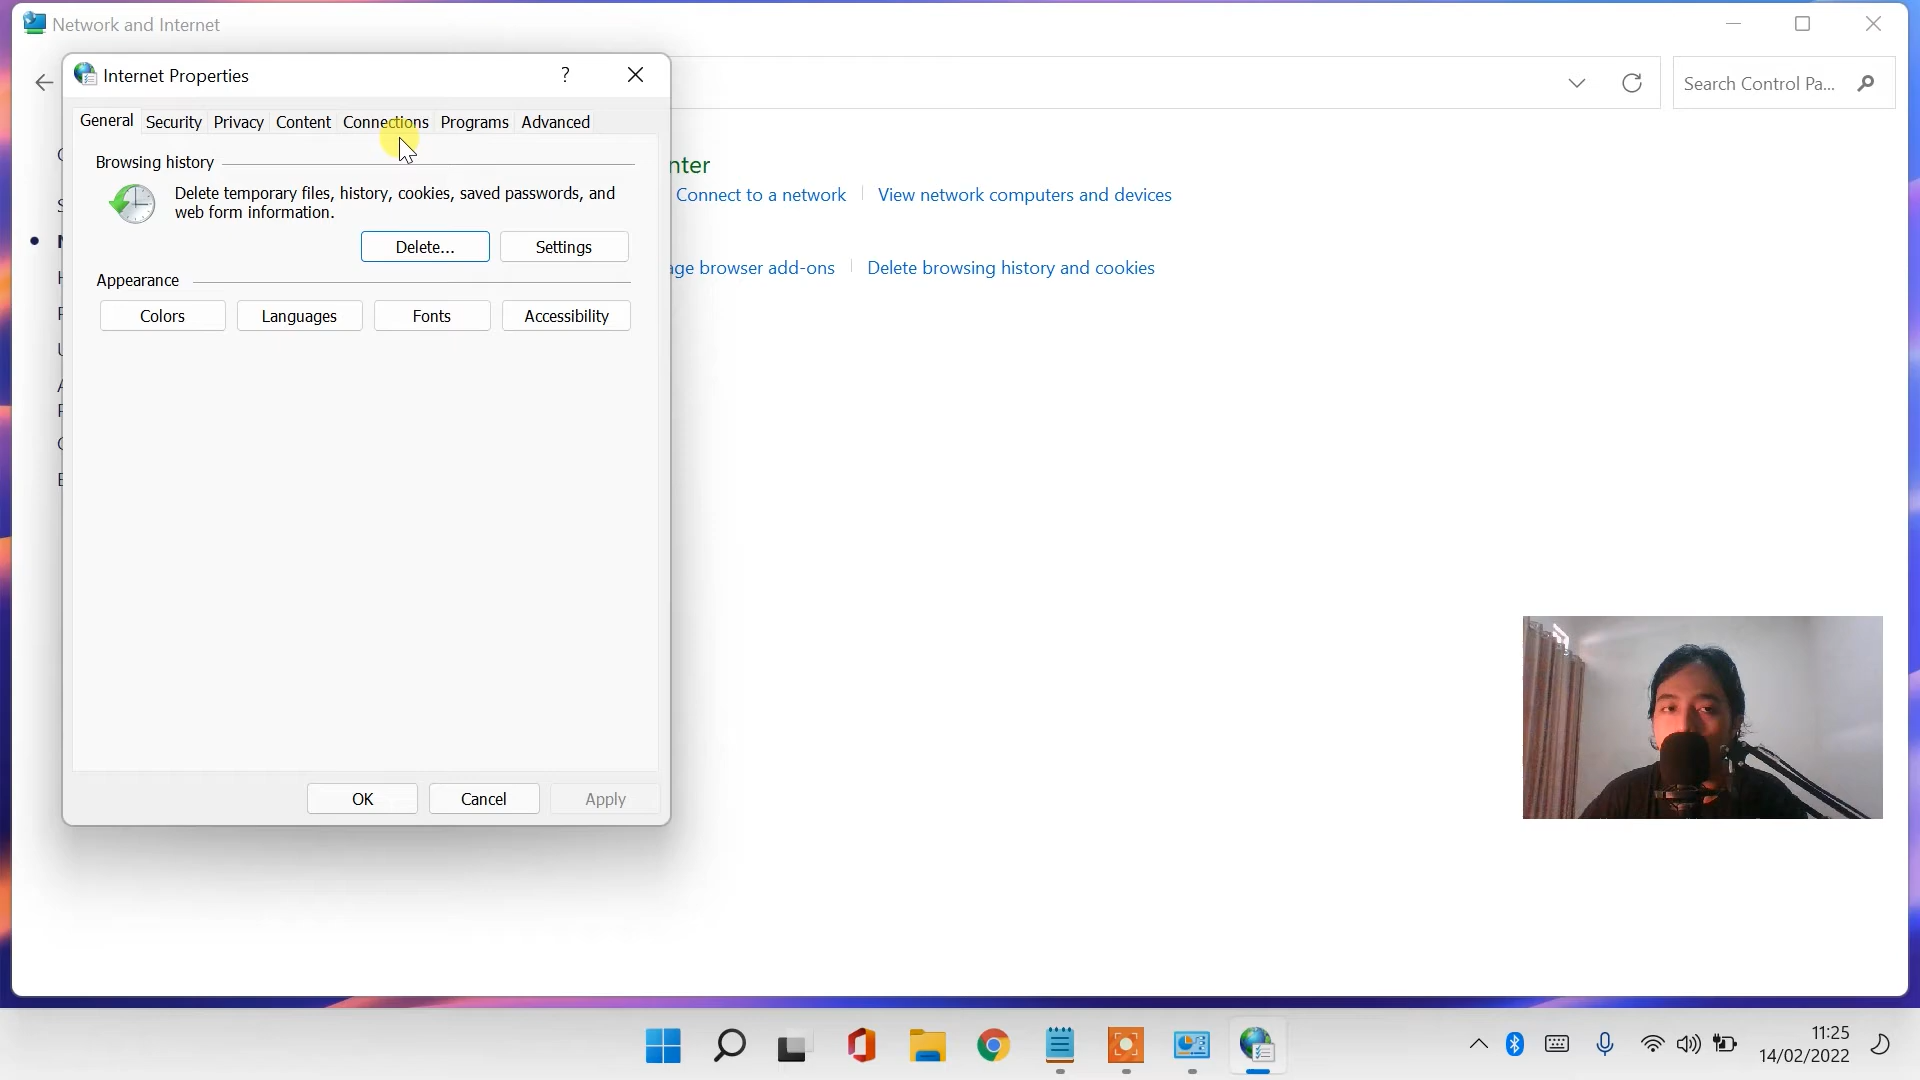 Network and Internet
Internet Properties
?
Search Control Pa...
General Security Privacy Content Connections Programs Advanced
Browsing history
Delete temporary files, history, cookies, saved passwords, and
web form information.
Delete... Settings
Appearance
Colors Languages Fonts Accessibility
OK Cancel Apply
nter
Connect to a network View network computers and devices
age browser add-ons Delete browsing history and cookies
11:25
14/02/2022